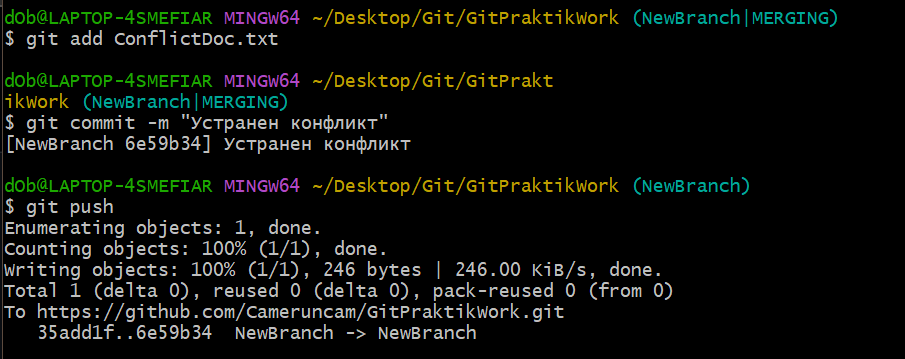 dob@LAPTOP-4SMEFIAR MINGW64 ~/Desktop/Git/GitPraktikWork (NewBranch|MERGING)
$ git add ConflictDoc.txt
dob@LAPTOP-4SMEFIAR MINGW64 ~/Desktop/Git/GitPrakt
ikWork (NewBranch|MERGING)
$ git commit -m "Устранен конфликт"
[NewBranch 6e59b34] Устранен конфликт
dob@LAPTOP-4SMEFIAR MINGW64 ~/Desktop/Git/GitPraktikWork (NewBranch)
$ git push
Enumerating objects: 1, done.
Counting objects: 100% (1/1), done.
Writing objects: 100% (1/1), 246 bytes | 246.00 KiB/s, done.
Total 1 (delta 0), reused 0 (delta 0), pack-reused 0 (from 0)
To https://github.com/Cameruncam/GitPraktikWork.git
   35add1f..6e59b34  NewBranch -> NewBranch